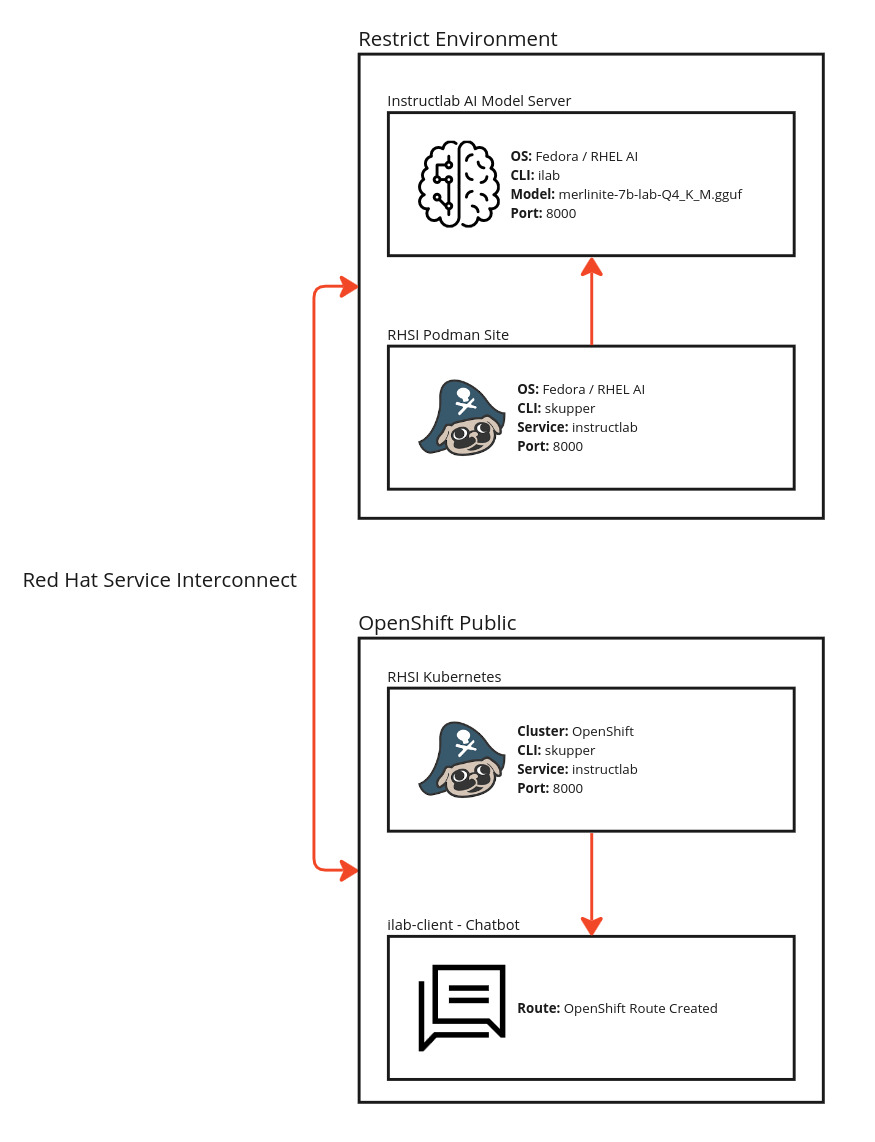 Restrict Environment
Instructlab AI Model Server
OS: Fedora / RHEL AI
CLI: ilab
Model: merlinite-7b-lab-Q4_K_M.gguf
Port: 8000
RHSI Podman Site
OS: Fedora / RHEL AI
CLI: skupper
Service: instructlab
Port: 8000
Red Hat Service Interconnect
OpenShift Public
RHSI Kubernetes
Cluster: OpenShift
CLI: skupper
Service: instructlab
Port: 8000
ilab-client - Chatbot
Route: OpenShift Route Created